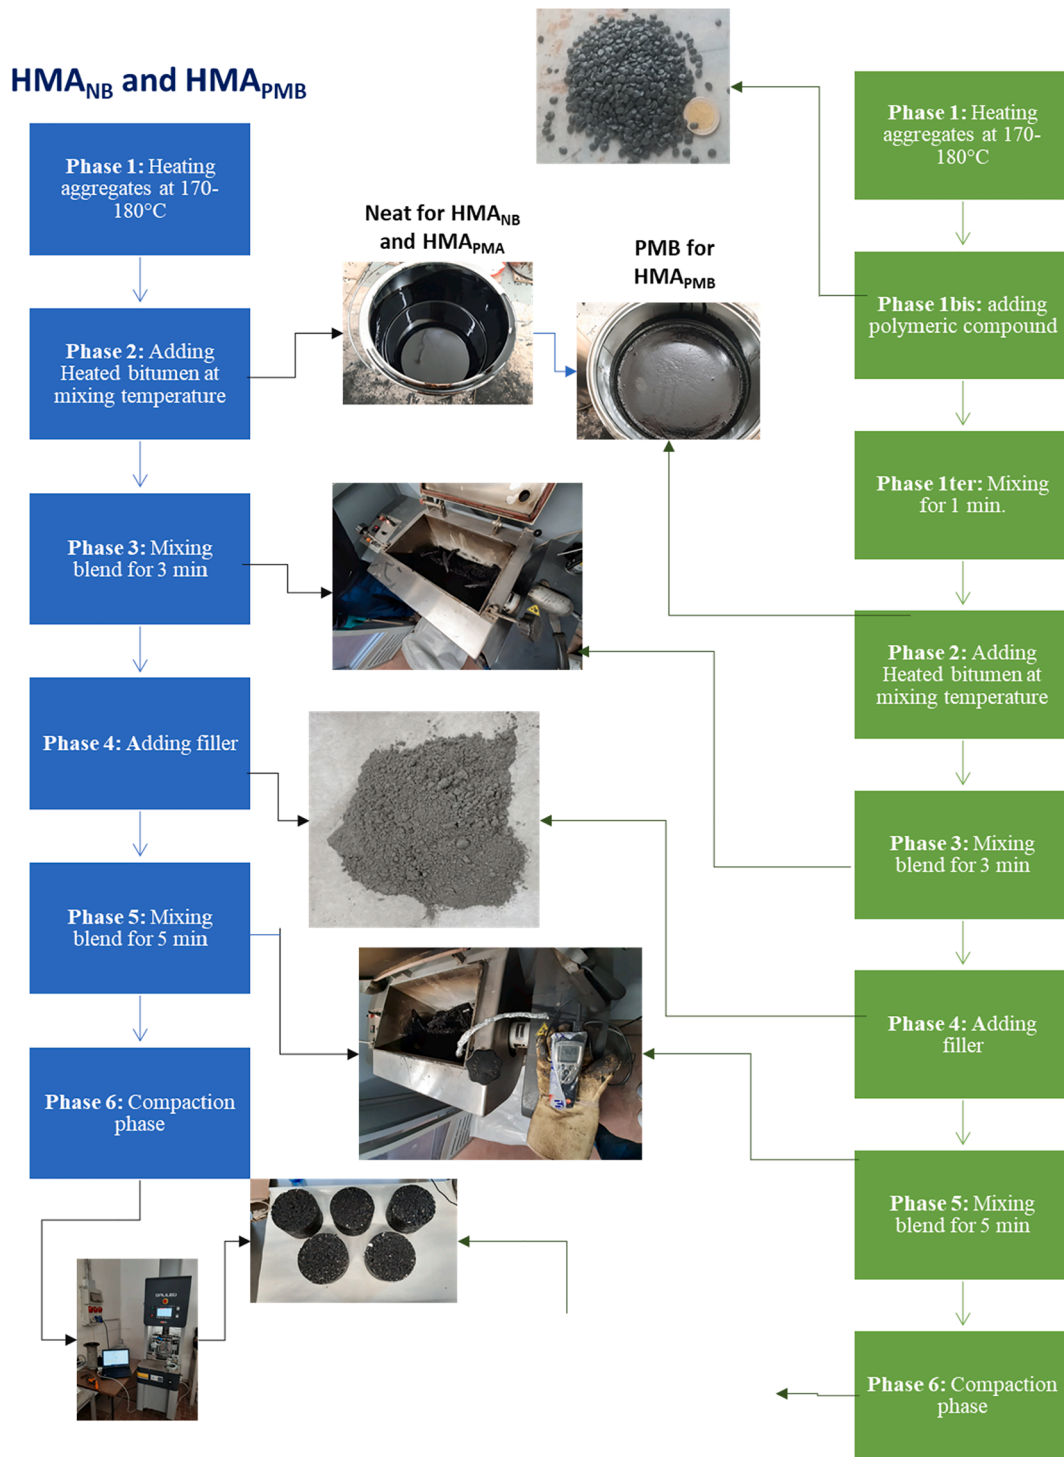 HMANB and HMAPMB
Phase 1: Heating
aggregates at 170-
180°C
Phase 2: Adding
Heated bitumen at
mixing temperature
Phase 3: Mixing
blend for 3 min
Phase 4: Adding filler
Phase 5: Mixing
blend for 5 min
Phase 6: Compaction
phase
Neat for HMANB
and HMAPMA
PMB for
HMAPMB
GALILEO
Phase 1: Heating
aggregates at 170-
180°C
Phase 1bis: adding
polymeric compound
Phase 1ter: Mixing
for 1 min.
Phase 2: Adding
Heated bitumen at
mixing temperature
Phase 3: Mixing
blend for 3 min
Phase 4: Adding
filler
Phase 5: Mixing
blend for 5 min
Phase 6: Compaction
phase